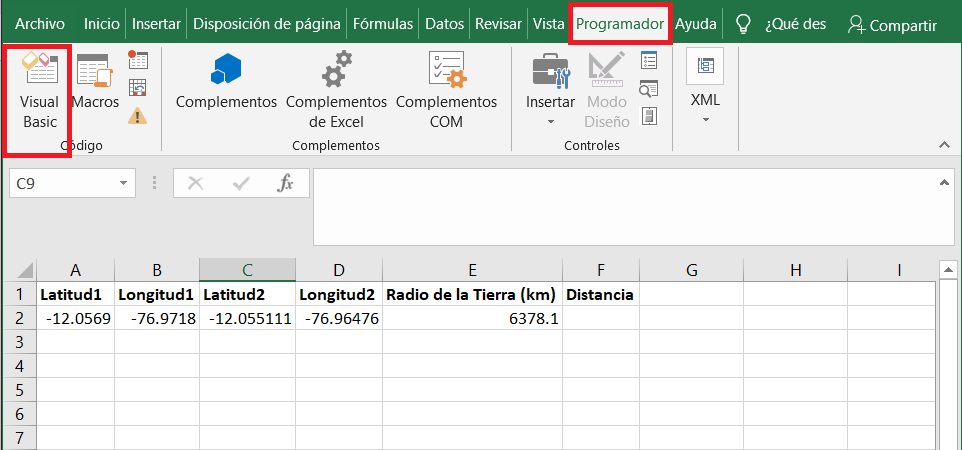 Archivo Inicio Insertar Disposición de página Fórmulas Datos Revisar Vista Programador Ayuda ¿Qué des Compartir
Visual Basic
Macros
Complementos
Complementos de Excel
Complementos COM
Insertar
Modo Diseño
XML
Código Complementos Controles
C9 fx
A B C D E F G H I
1 Latitud1 Longitud1 Latitud2 Longitud2 Radio de la Tierra (km) Distancia
2 -12.0569 -76.9718 -12.055111 -76.96476 6378.1
3
4
5
6
7